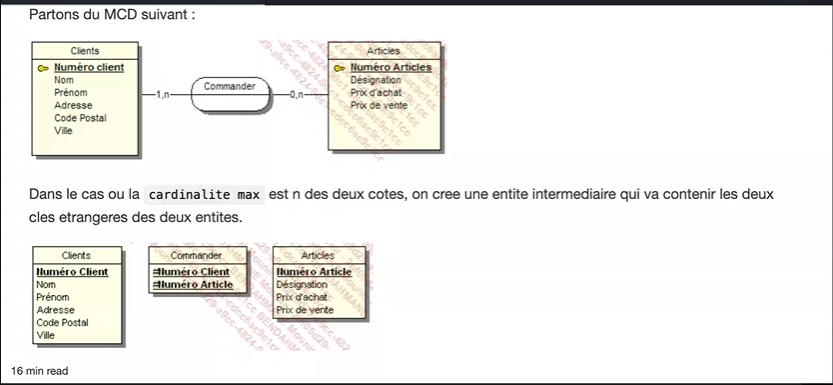 Partons du MCD suivant :
Clients
Numéro client
Nom
Prénom
Adresse
Code Postal
Ville
1,n
Commander
0,n
Articles
Numéro Articles
Désignation
Prix d'achat
Prix de vente
Dans le cas ou la cardinalite max est n des deux cotes, on cree une entite intermediaire qui va contenir les deux
cles etrangeres des deux entites.
Clients
Numéro Client
Nom
Prénom
Adresse
Code Postal
Ville
Commander
#Numéro Client
#Numéro Article
Articles
Numéro Article
Désignation
Prix d'achat
Prix de vente
16 min read